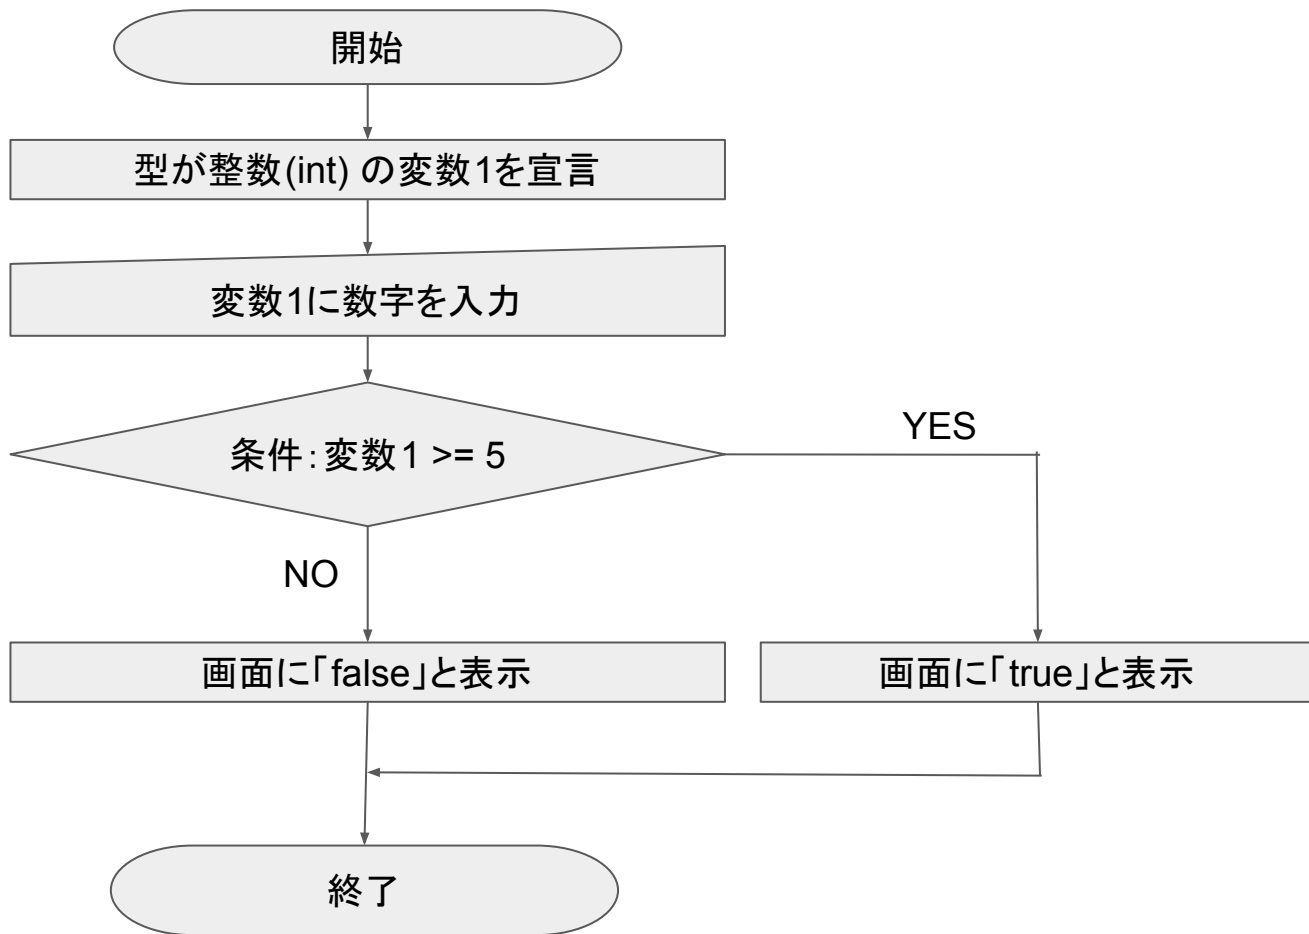 開始
型が整数(int) の変数1を宣言
変数1に数字を入力
条件：変数1 >= 5
YES
NO
画面に「false」と表示
画面に「true」と表示
終了